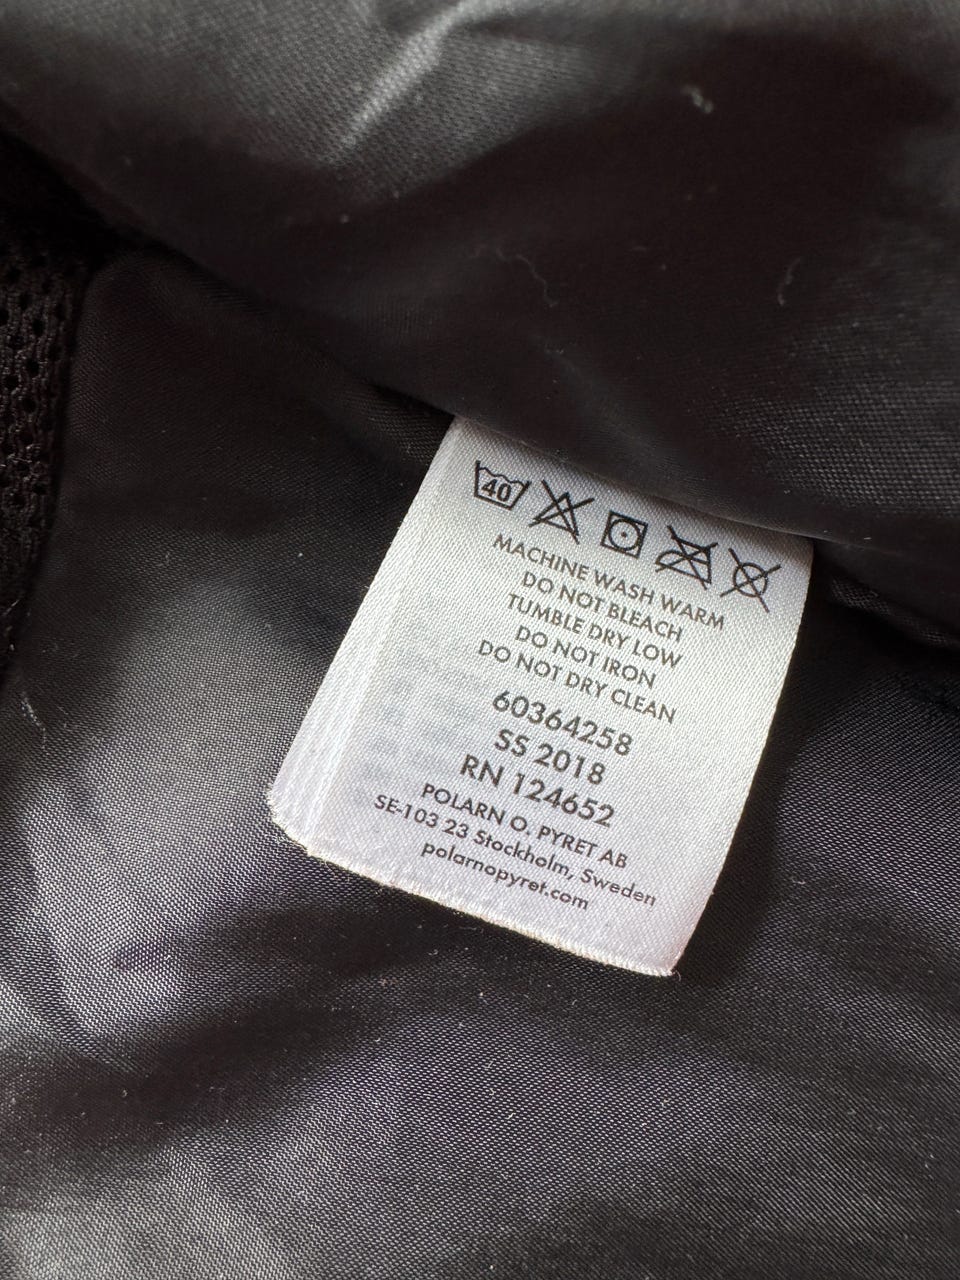 40
MACHINE WASH WARM
DO NOT BLEACH
TUMBLE DRY LOW
DO NOT IRON
DO NOT DRY CLEAN
60364258
SS 2018
RN 124652
POLARN O. PYRET AB
SE-103 23 Stockholm, Sweden
polarnopyret.com